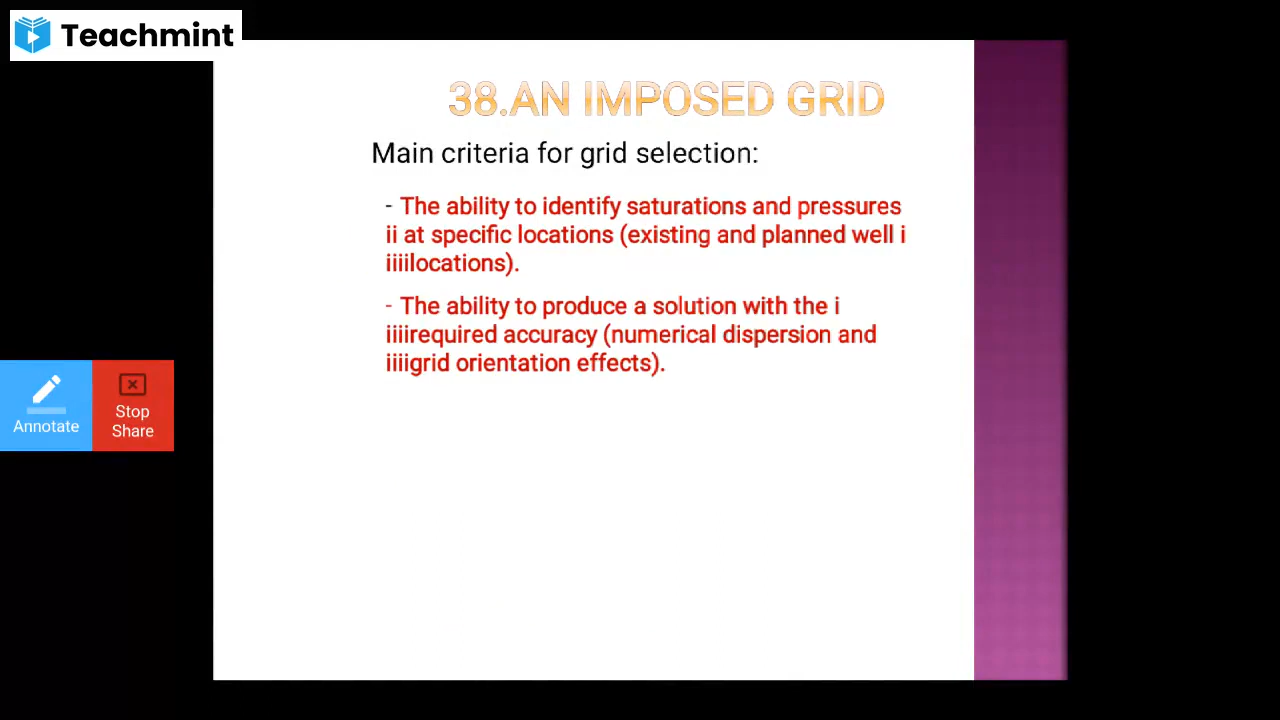 Teachmint
38.AN IMPOSED GRID
Main criteria for grid selection:
- The ability to identify saturations and pressures
ii at specific locations (existing and planned well i
iiiilocations).
- The ability to produce a solution with the i
iiiirequired accuracy (numerical dispersion and
iiiigrid orientation effects).
Annotate
Stop
Share